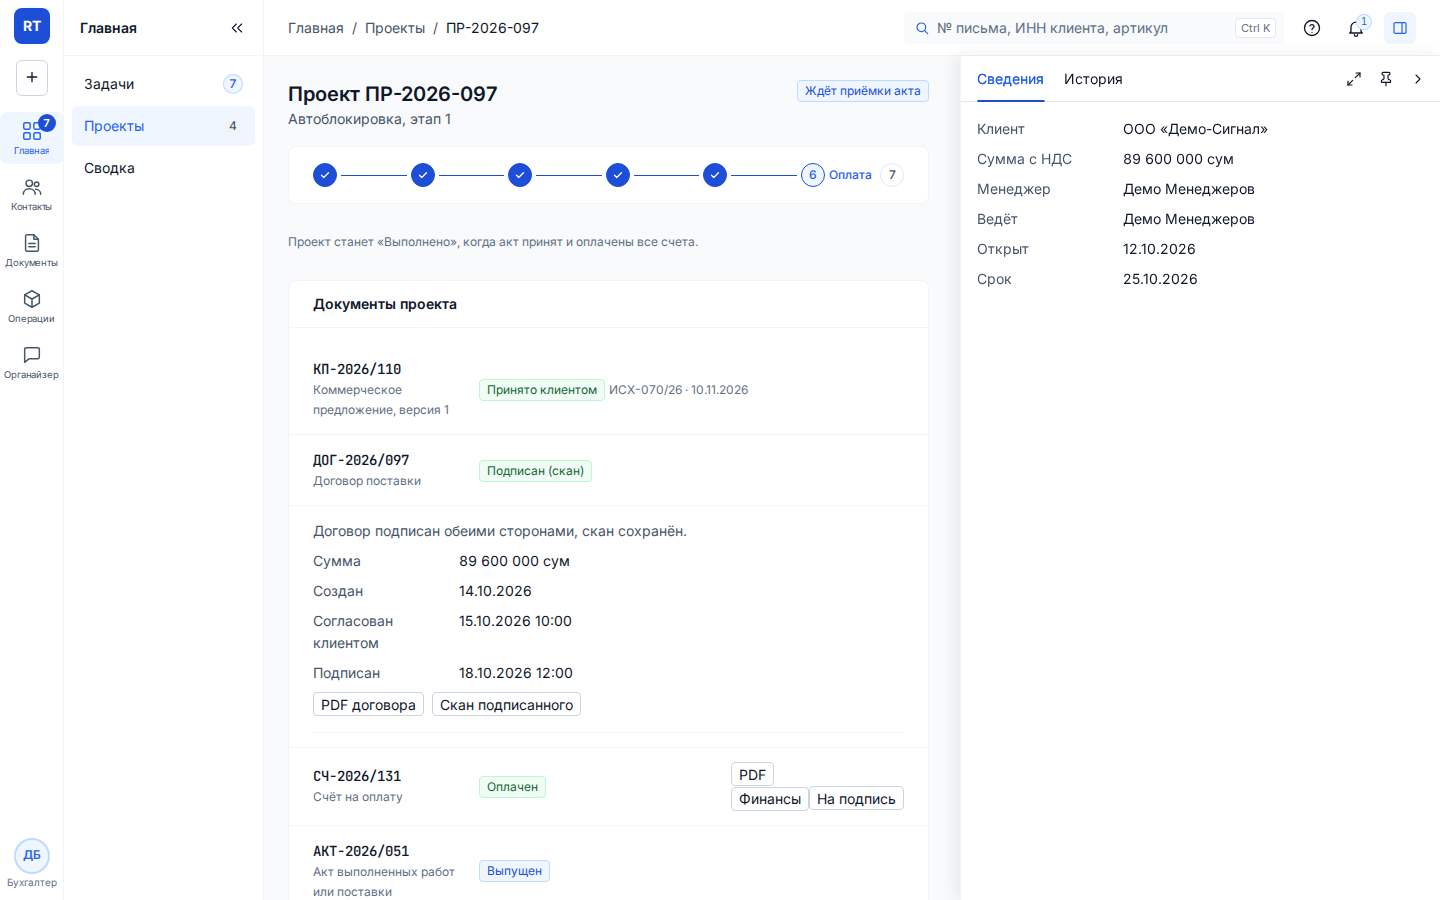 RT
Главная
Главная / Проекты / ПР-2026-097
№ письма, ИНН клиента, артикул
Ctrl K
1
7
Главная
Контакты
Документы
Операции
Органайзер
ДБ
Бухгалтер
Задачи
7
Проекты
4
Сводка
Проект ПР-2026-097
Ждёт приёмки акта
Автоблокировка, этап 1
6 Оплата 7
Проект станет «Выполнено», когда акт принят и оплачены все счета.
Документы проекта
КП-2026/110
Коммерческое
предложение, версия 1
Принято клиентом ИСХ-070/26 · 10.11.2026
ДОГ-2026/097
Договор поставки
Подписан (скан)
Договор подписан обеими сторонами, скан сохранён.
Сумма 89 600 000 сум
Создан 14.10.2026
Согласован
клиентом
15.10.2026 10:00
Подписан 18.10.2026 12:00
PDF договора Скан подписанного
СЧ-2026/131
Счёт на оплату
Оплачен
PDF
Финансы На подпись
АКТ-2026/051
Акт выполненных работ
или поставки
Выпущен
Сведения История
Клиент ООО «Демо-Сигнал»
Сумма с НДС 89 600 000 сум
Менеджер Демо Менеджеров
Ведёт Демо Менеджеров
Открыт 12.10.2026
Срок 25.10.2026